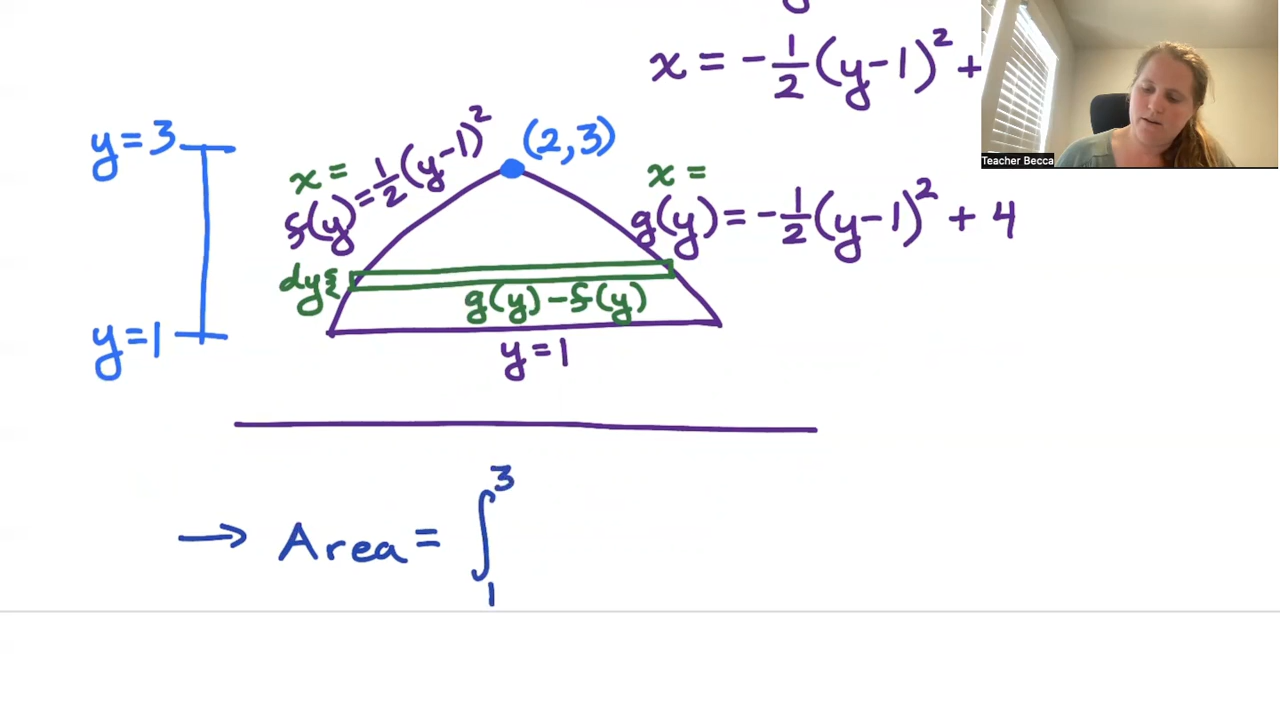 x = -1/2(y-1)² +
Teacher Becca
y=3
(2,3)
x =
f(y) = 1/2(y-1)²
x =
g(y) = -1/2(y-1)² + 4
dy{
g(y) - f(y)
y=1
y=1
→ Area = ∫₁³